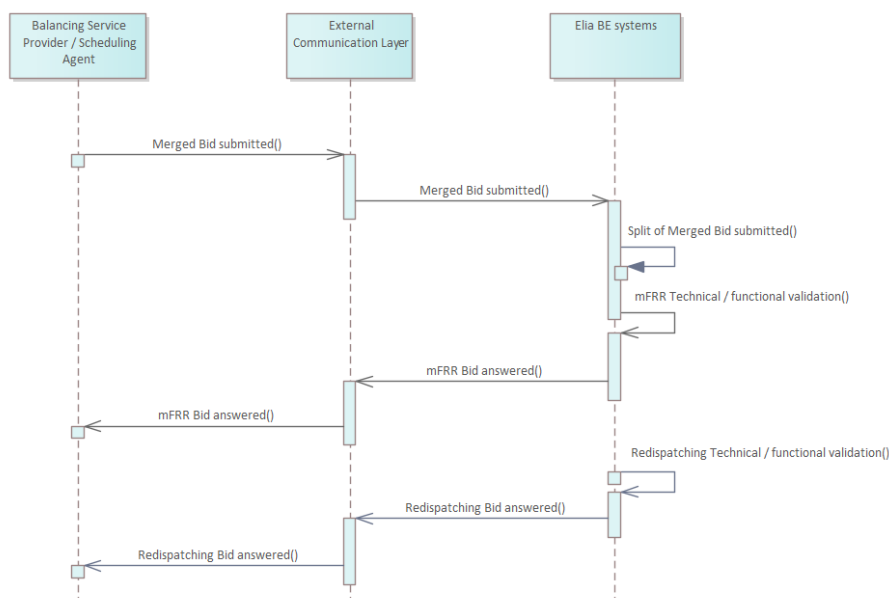 Balancing Service
Provider / Scheduling
Agent
External
Communication Layer
Elia BE systems
Merged Bid submitted()
Merged Bid submitted()
Split of Merged Bid submitted()
mFRR Technical / functional validation()
mFRR Bid answered()
mFRR Bid answered()
Redispatching Technical / functional validation()
Redispatching Bid answered()
Redispatching Bid answered()